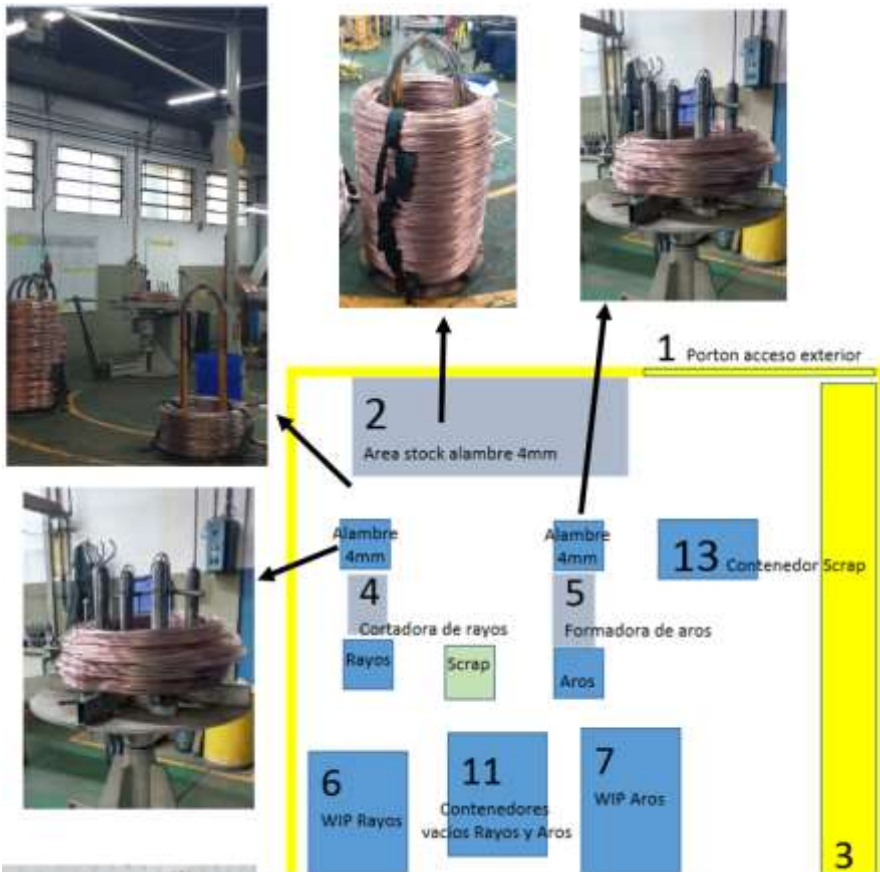 1 Porton acceso exterior
2
Area stock alambre 4mm
Alambre
4mm
Alambre
4mm
13 Contenedor Scrap
4
Cortadora de rayos
5
Formadora de aros
Rayos
Scrap
Aros
6
WIP Rayos
11
Contenedores
vacios Rayos y Aros
7
WIP Aros
3